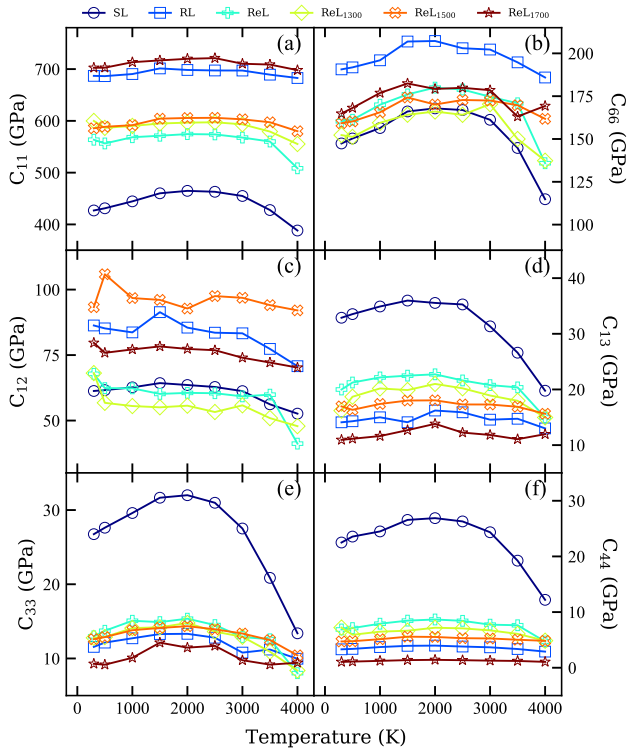 SL RL ReL ReL1300 ReL1500 ReL1700
(a) (b)
700
600
500
400
C11 (GPa)
200
175
150
125
100
C66 (GPa)
(c) (d)
100
75
50
C12 (GPa)
40
30
20
10
C13 (GPa)
(e) (f)
30
20
10
C33 (GPa)
30
20
10
0
C44 (GPa)
0 1000 2000 3000 4000 0 1000 2000 3000 4000
Temperature (K)